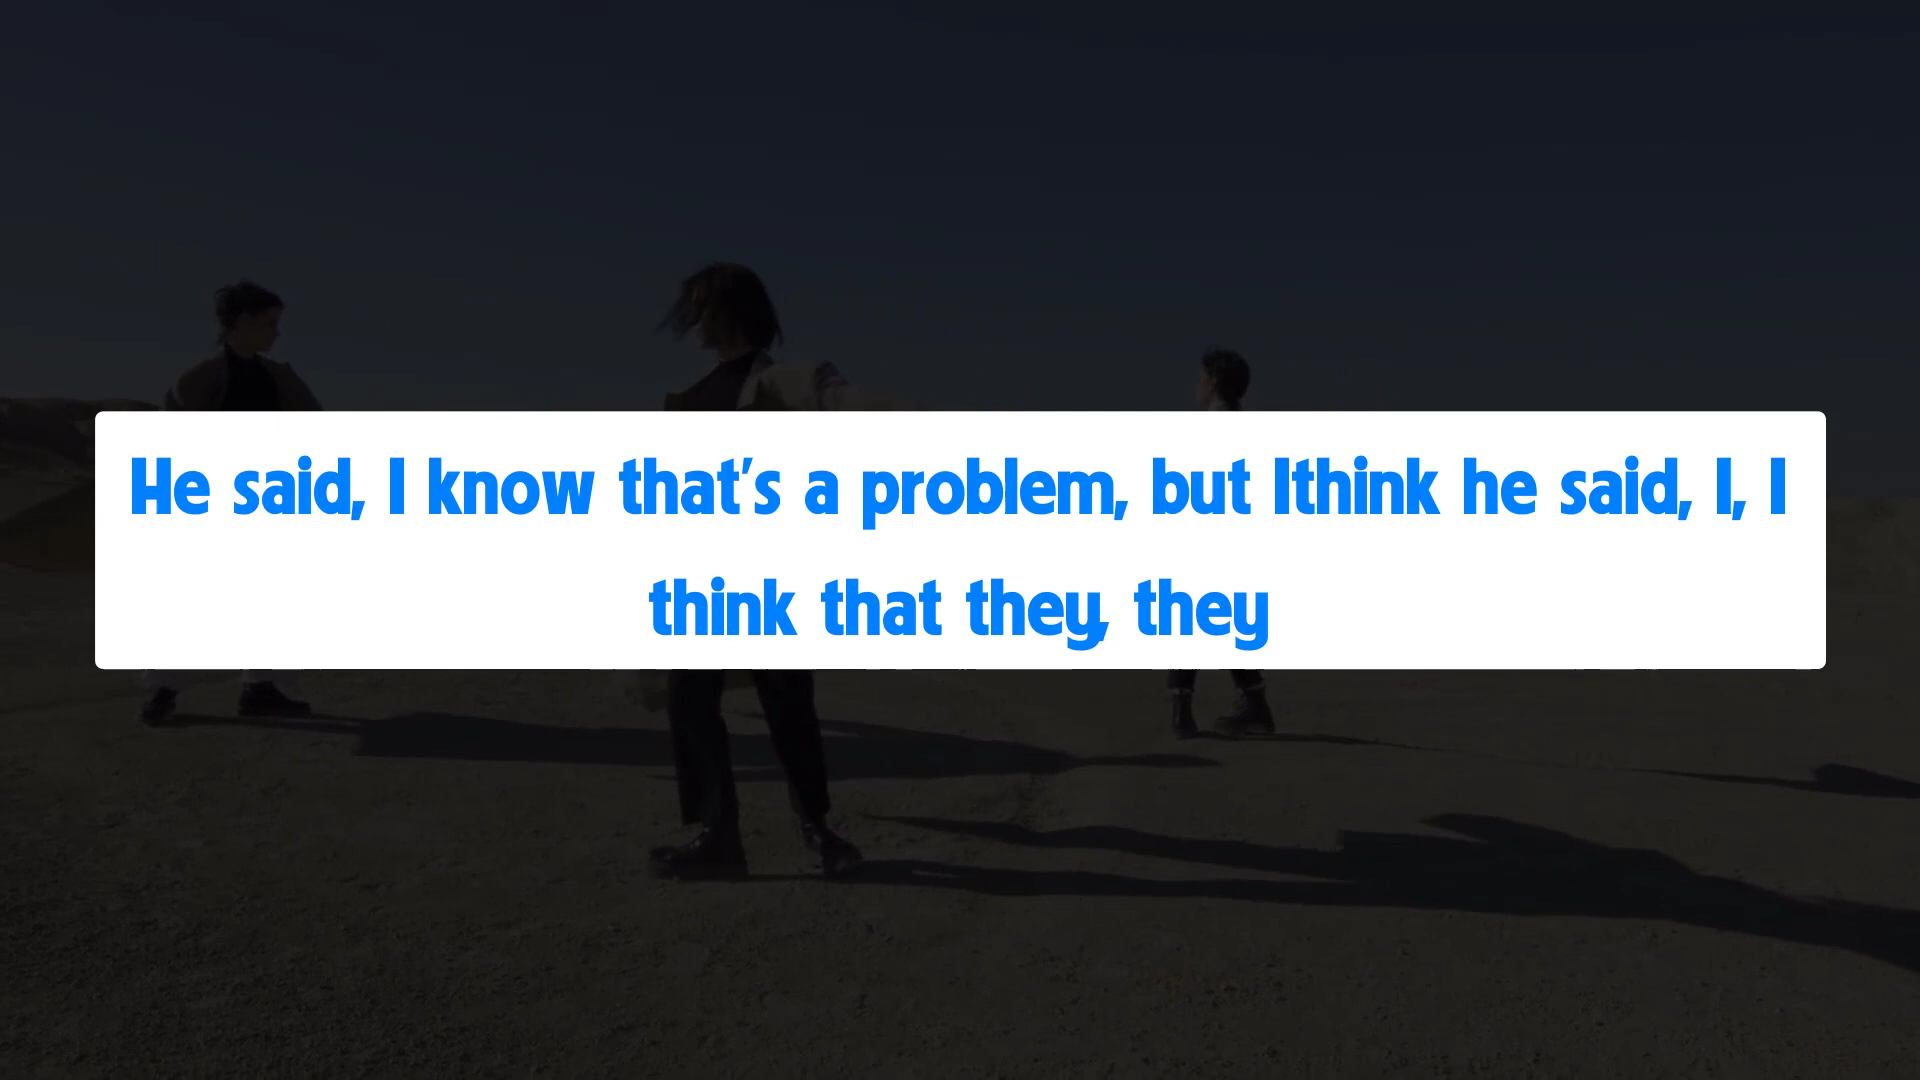 He said, I know that's a problem, but Ithink he said, I, I
think that they, they